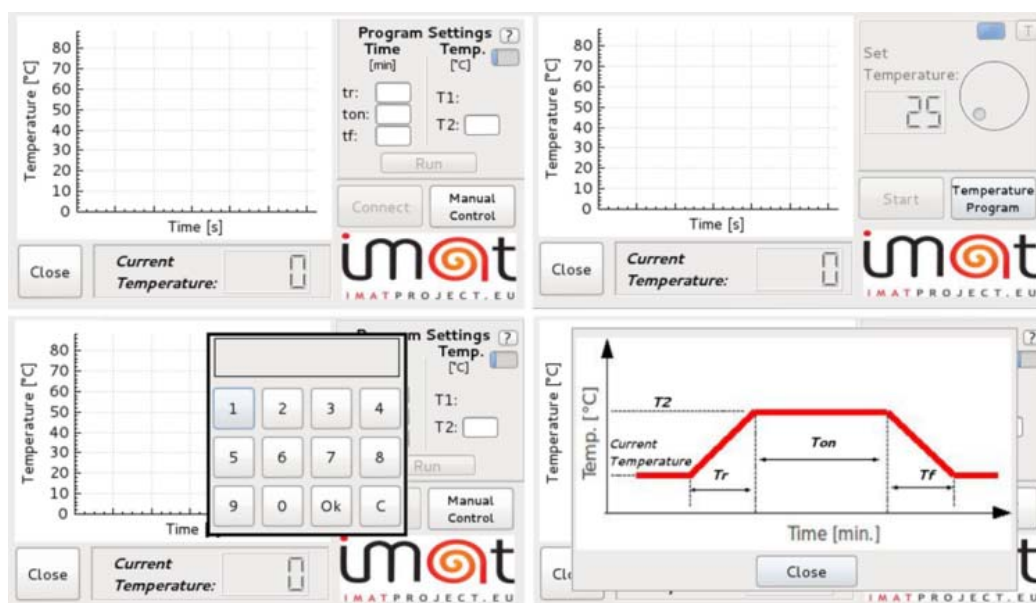 Program Settings ?
Time Temp.
[min] [°C]
tr: T1:
ton:
T2:
tf:
Run
Connect
Manual
Control
Temperature [°C]
80
70
60
50
40
30
20
10
0
Time [s]
Close
Current
Temperature:
0
imat
IMATPROJECT.EU
T
Set
Temperature:
25
Start
Temperature
Program
Temperature [°C]
80
70
60
50
40
30
20
10
0
Time [s]
Close
Current
Temperature:
0
imat
IMATPROJECT.EU
m Settings ?
Temp.
[°C]
T1:
T2:
Run
Manual
Control
Temperature [°C]
80
70
60
50
40
30
20
10
0
Time
1 2 3 4
5 6 7 8
9 0 Ok C
Close
Current
Temperature:
0
imat
IMATPROJECT.EU
Temperature [°C]
80
?
Temp. [°C]
T2
Current
Temperature
Ton
Tr
Tf
Time [min.]
Close
Cl
t
IMATPROJECT.EU